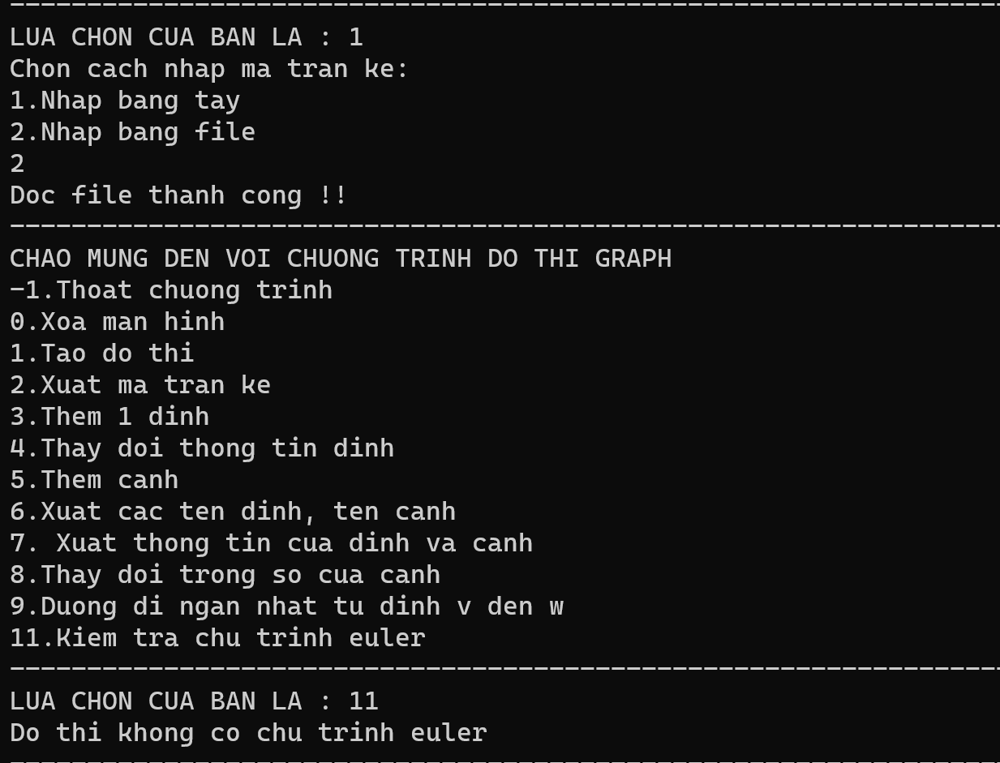 LUA CHON CUA BAN LA : 1
Chon cach nhap ma tran ke:
1.Nhap bang tay
2.Nhap bang file
2
Doc file thanh cong !!
CHAO MUNG DEN VOI CHUONG TRINH DO THI GRAPH
-1.Thoat chuong trinh
0.Xoa man hinh
1.Tao do thi
2.Xuat ma tran ke
3.Them 1 dinh
4.Thay doi thong tin dinh
5.Them canh
6.Xuat cac ten dinh, ten canh
7. Xuat thong tin cua dinh va canh
8.Thay doi trong so cua canh
9.Duong di ngan nhat tu dinh v den w
11.Kiem tra chu trinh euler
LUA CHON CUA BAN LA : 11
Do thi khong co chu trinh euler